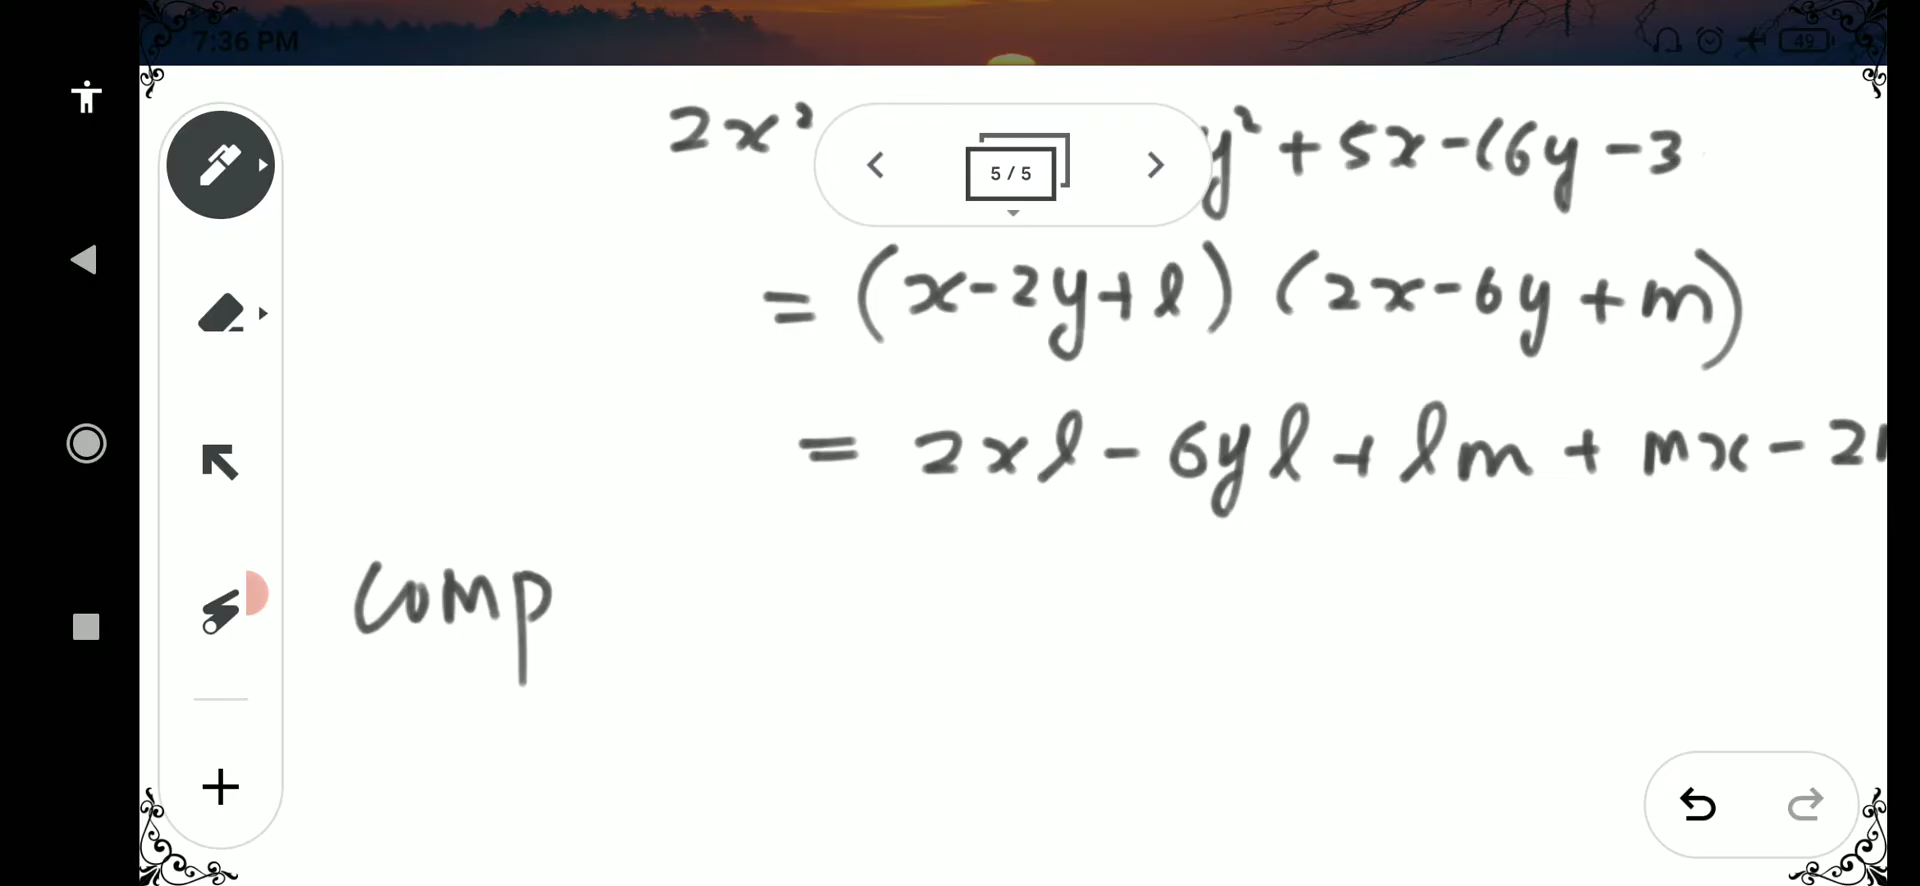 7:36 PM
49
2x² y² + 5x - 16y - 3
5 / 5
= (x - 2y + l) (2x - 6y + m)
= 2xl - 6yl + lm + mx - 2
comp